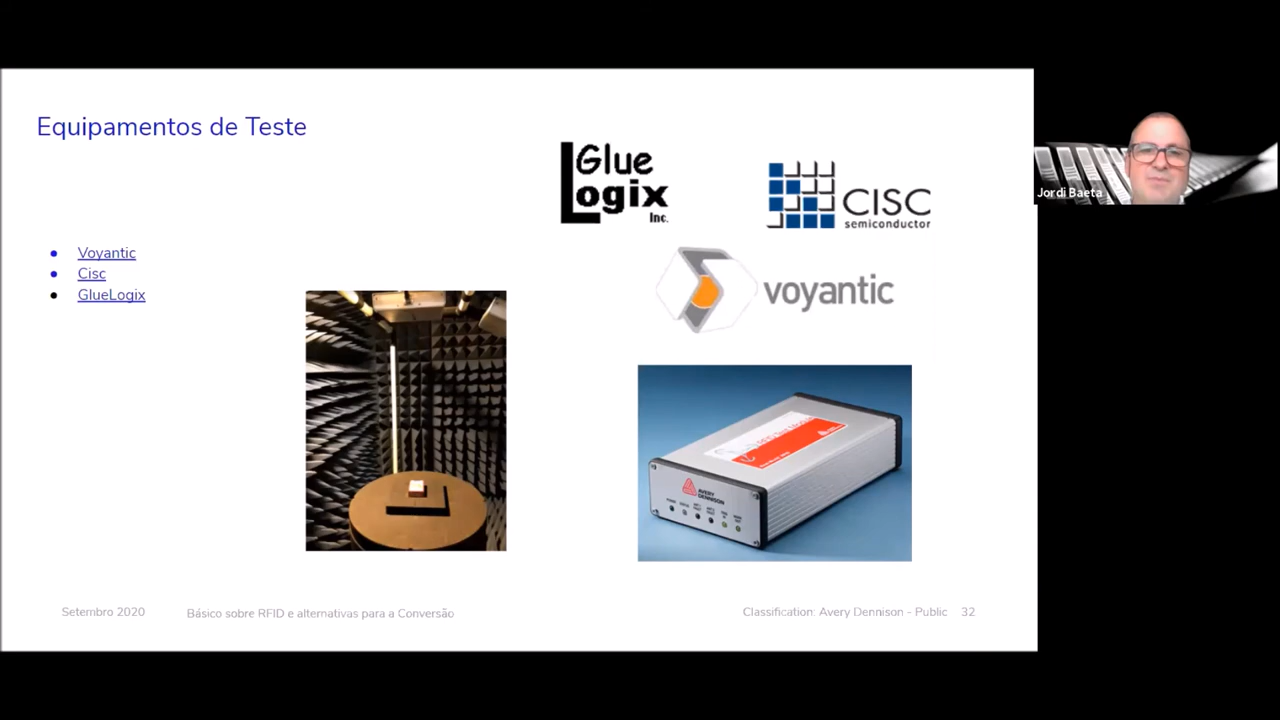 Equipamentos de Teste
Glue
Logix
Inc.
CISC
semiconductor
Jordi Baeta
• Voyantic
• Cisc
• GlueLogix
voyantic
AVERY
DENNISON
Setembro 2020
Básico sobre RFID e alternativas para a Conversão
Classification: Avery Dennison - Public
32